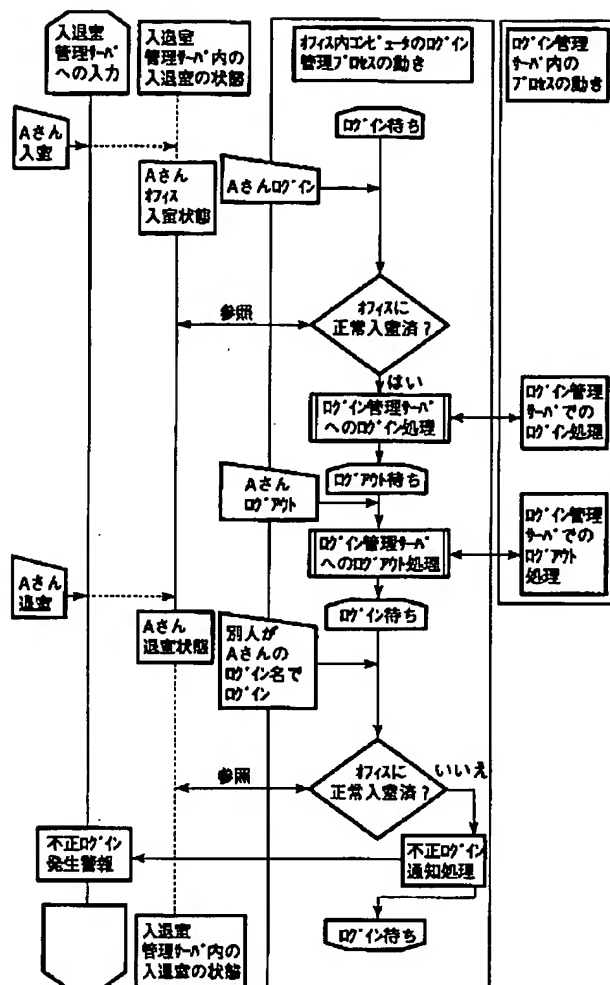 入退室
管理ｻｰﾊﾞ
への入力
入退室
管理ｻｰﾊﾞ内の
入退室の状態
ｵﾌｨｽ内ｺﾝﾋﾟｭｰﾀのﾛｸﾞｲﾝ
管理ﾌﾟﾛｾｽの動き
ﾛｸﾞｲﾝ管理
ｻｰﾊﾞ内の
ﾌﾟﾛｾｽの動き
Aさん
入室
ﾛｸﾞｲﾝ待ち
Aさん
ｵﾌｨｽ
入室状態
Aさんﾛｸﾞｲﾝ
参照
ｵﾌｨｽに
正常入室済？
はい
ﾛｸﾞｲﾝ管理ｻｰﾊﾞ
へのﾛｸﾞｲﾝ処理
ﾛｸﾞｲﾝ管理
ｻｰﾊﾞでの
ﾛｸﾞｲﾝ処理
ﾛｸﾞｱｳﾄ待ち
Aさん
ﾛｸﾞｱｳﾄ
ﾛｸﾞｲﾝ管理ｻｰﾊﾞ
へのﾛｸﾞｱｳﾄ処理
ﾛｸﾞｲﾝ管理
ｻｰﾊﾞでの
ﾛｸﾞｱｳﾄ
処理
Aさん
退室
ﾛｸﾞｲﾝ待ち
Aさん
退室状態
別人が
Aさんの
ﾛｸﾞｲﾝ名で
ﾛｸﾞｲﾝ
参照
ｵﾌｨｽに
正常入室済？
いいえ
不正ﾛｸﾞｲﾝ
発生警報
不正ﾛｸﾞｲﾝ
通知処理
ﾛｸﾞｲﾝ待ち
入退室
管理ｻｰﾊﾞ内の
入退室の状態